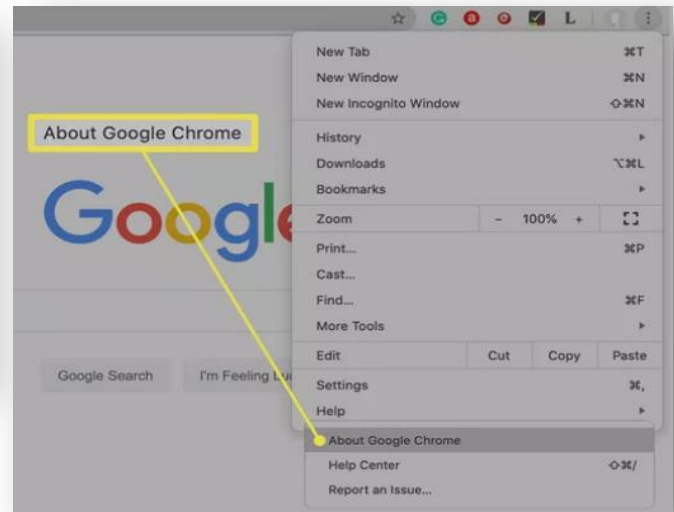 L
New Tab ⌘T
New Window ⌘N
New Incognito Window ⇧⌘N
About Google Chrome
History
Downloads ⌥⌘L
Bookmarks
Google
Zoom - 100% +
Print... ⌘P
Cast...
Find... ⌘F
More Tools
Edit Cut Copy Paste
Google Search I'm Feeling
Settings ⌘,
Help
About Google Chrome
Help Center ⇧⌘/
Report an Issue...